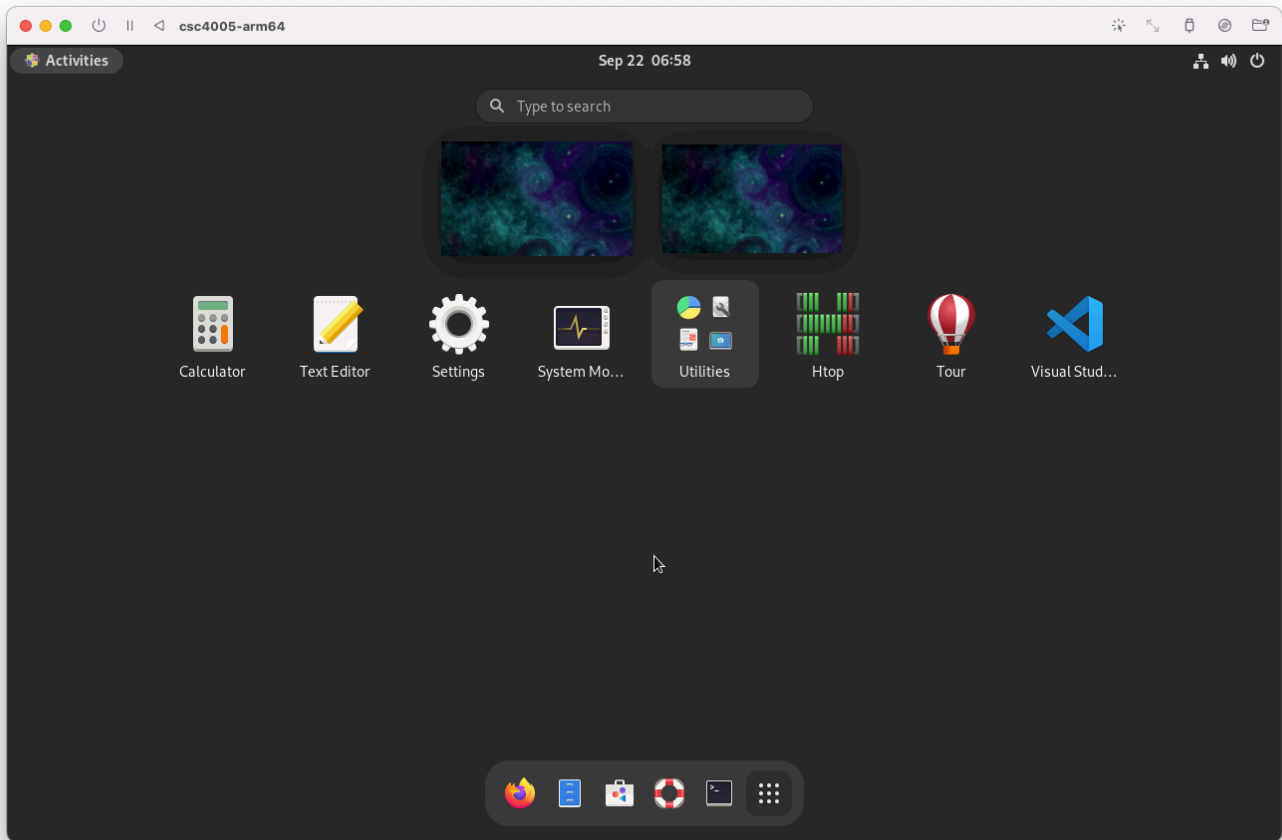 csc4005-arm64
Activities
Sep 22 06:58
Type to search
Calculator
Text Editor
Settings
System Mo...
Utilities
Htop
Tour
Visual Stud...